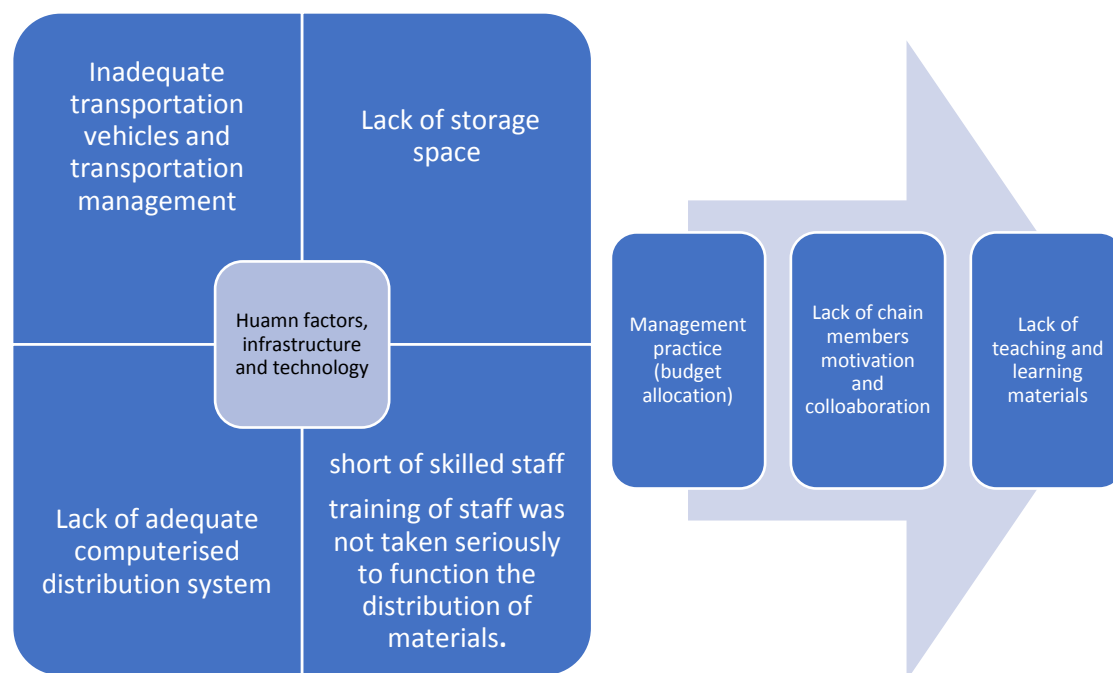 Inadequate
transportation
vehicles and
transportation
management
Lack of storage
space
Huamn factors,
infrastructure
and technology
Lack of adequate
computerised
distribution system
short of skilled staff
training of staff was
not taken seriously
to function the
distribution of
materials.
Management
practice
(budget
allocation)
Lack of chain
members
motivation
and
colloaboration
Lack of
teaching and
learning
materials